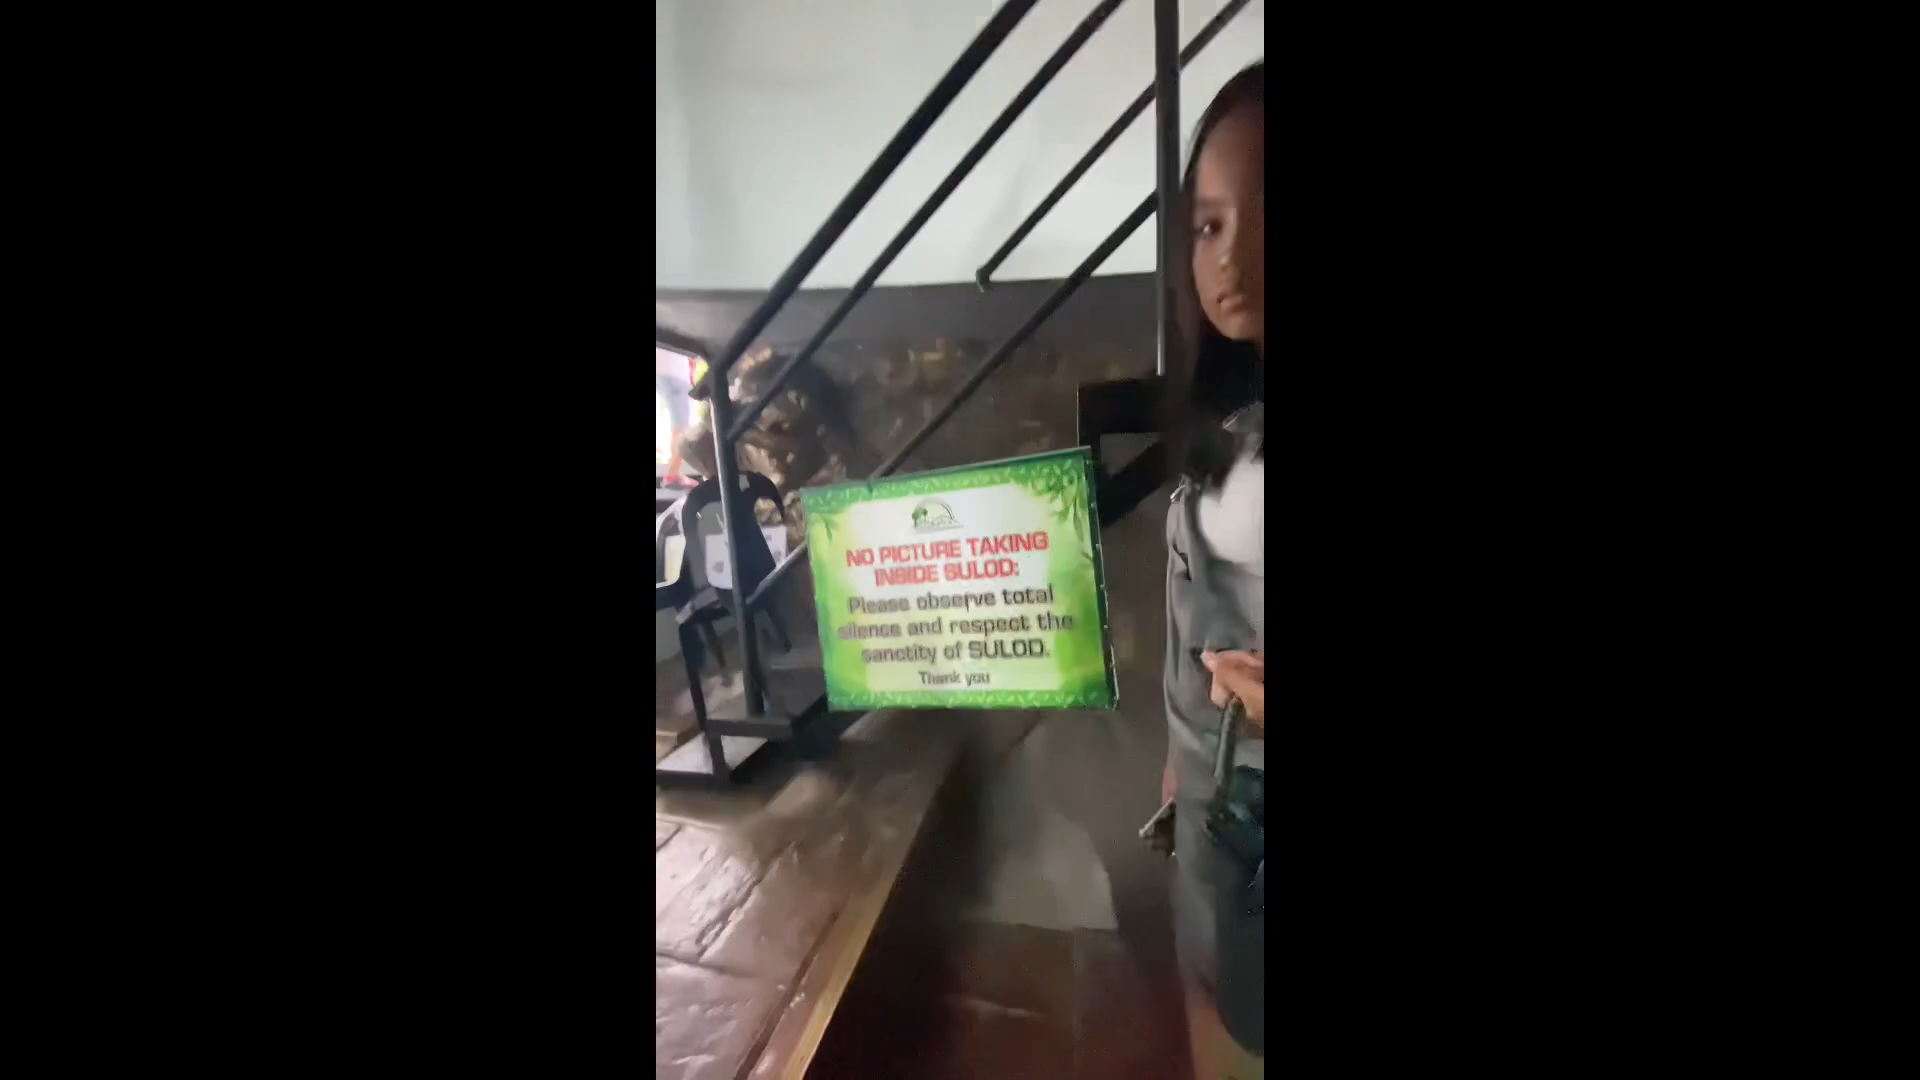 NO PICTURE TAKING
INSIDE SULOD:
Please observe total
silence and respect the
sanctity of SULOD.
Thank you